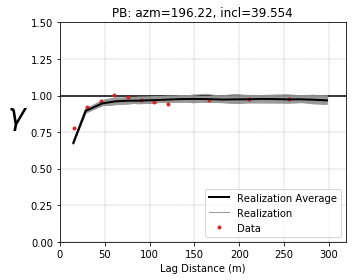 PB: azm=196.22, incl=39.554
1.50
1.25
1.00
γ
0.75
0.50
0.25
0.00
Realization Average
Realization
Data
0 50 100 150 200 250 300
Lag Distance (m)